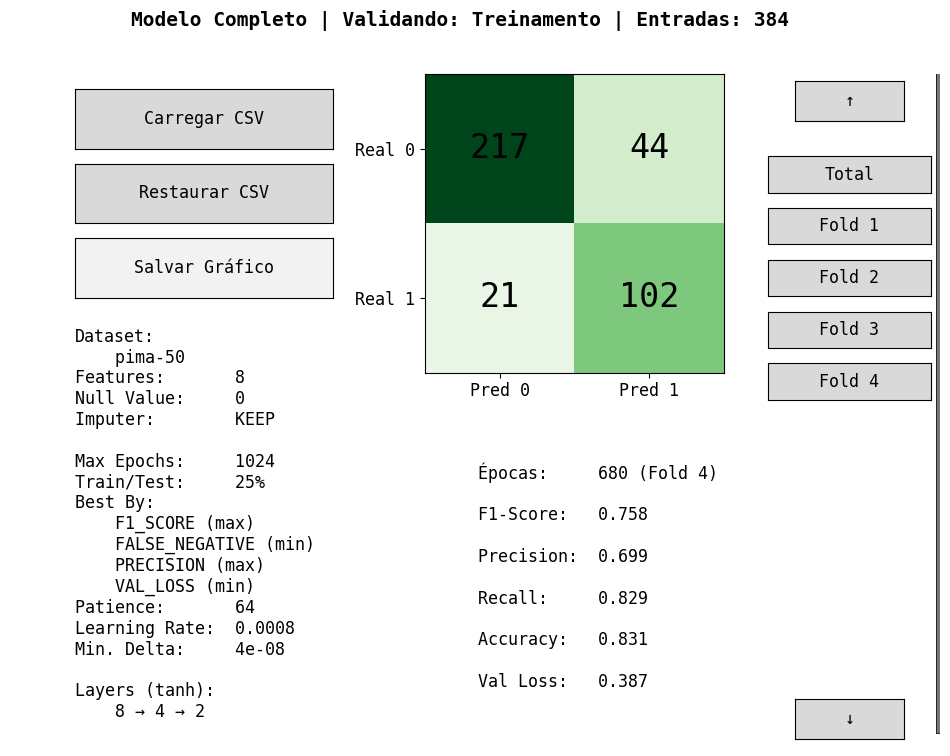 Modelo Completo | Validando: Treinamento | Entradas: 384
Carregar CSV
Restaurar CSV
Salvar Gráfico
Dataset:
    pima-50
Features:       8
Null Value:     0
Imputer:        KEEP
Max Epochs:     1024
Train/Test:     25%
Best By:
    F1_SCORE (max)
    FALSE_NEGATIVE (min)
    PRECISION (max)
    VAL_LOSS (min)
Patience:       64
Learning Rate:  0.0008
Min. Delta:     4e-08
Layers (tanh):
    8 → 4 → 2
Real 0 217 44
Real 1 21 102
Pred 0 Pred 1
Épocas:     680 (Fold 4)
F1-Score:   0.758
Precision:  0.699
Recall:     0.829
Accuracy:   0.831
Val Loss:   0.387
↑
Total
Fold 1
Fold 2
Fold 3
Fold 4
↓